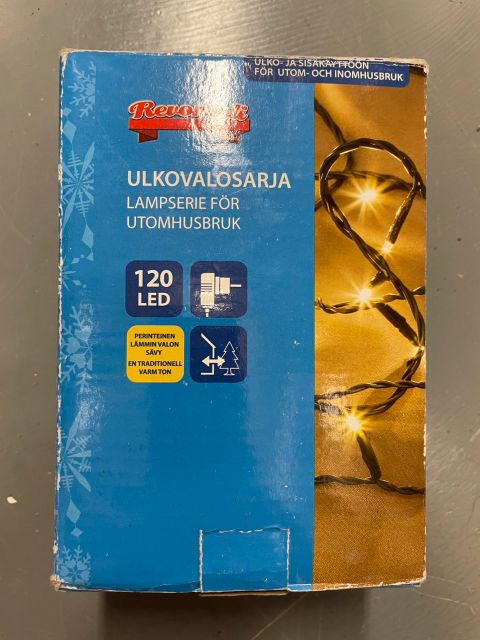 ULKO- JA SISÄKÄYTTÖÖN
FÖR UTOM- OCH INOMHUSBRUK
ULKOVALOSARJA
LAMPSERIE FÖR
UTOMHUSBRUK
120
LED
PERINTEINEN
LÄMMIN VALON
SÄVY
EN TRADITIONELL
VARM TON